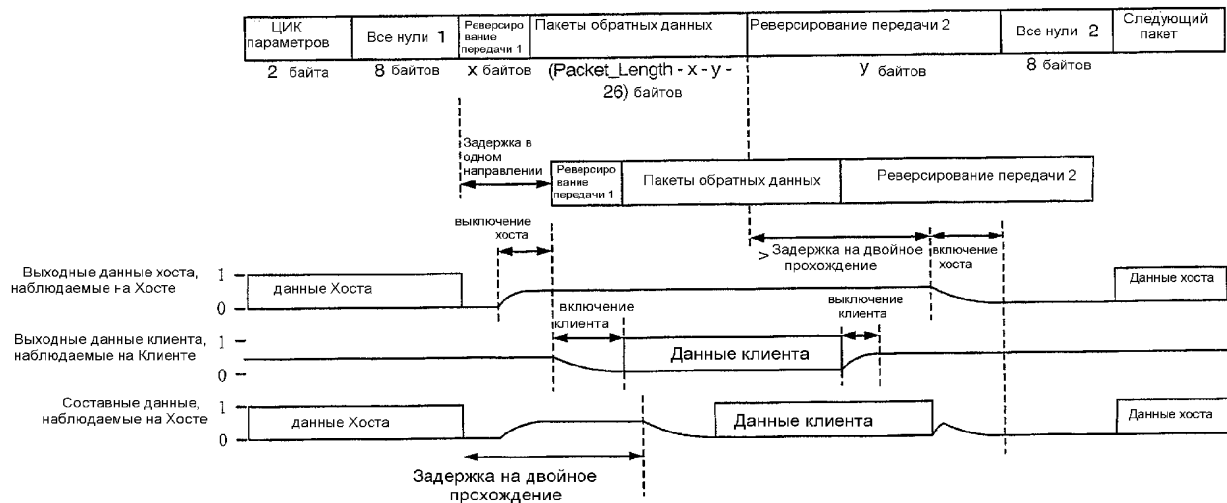 ЦИК
параметров
Все нули 1
Реверсиро
вание
передачи 1
Пакеты обратных данных
Реверсирование передачи 2
Все нули 2
Следующий
пакет
2 байта
8 байтов
x байтов
(Packet_Length - x - y -
26) байтов
y байтов
8 байтов
Задержка в
одном
направлении
Реверсиро
вание
передачи 1
Пакеты обратных данных
Реверсирование передачи 2
выключение
хоста
> Задержка на двойное
прохождение
включение
хоста
Выходные данные хоста,
наблюдаемые на Хосте
1
0
данные Хоста
Данные хоста
включение
клиента
выключение
клиента
Выходные данные клиента,
наблюдаемые на Клиенте
1
0
Данные клиента
Составные данные,
наблюдаемые на Хосте
1
0
данные Хоста
Данные клиента
Данные хоста
Задержка на двойное
прохождение